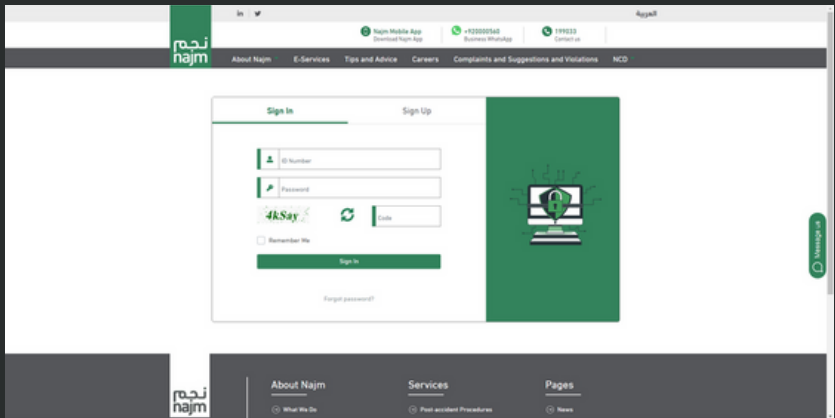 in
العربية
Najm Mobile App
Download Najm App
+920000560
Business WhatsApp
199033
Contact us
نجم
najm
About Najm
E-Services
Tips and Advice
Careers
Complaints and Suggestions and Violations
NCD
Sign In
Sign Up
ID Number
Password
4kSay
Code
Remember Me
Sign In
Forgot password?
Message us
نجم
najm
About Najm
Services
Pages
What We Do
Post-accident Procedures
News